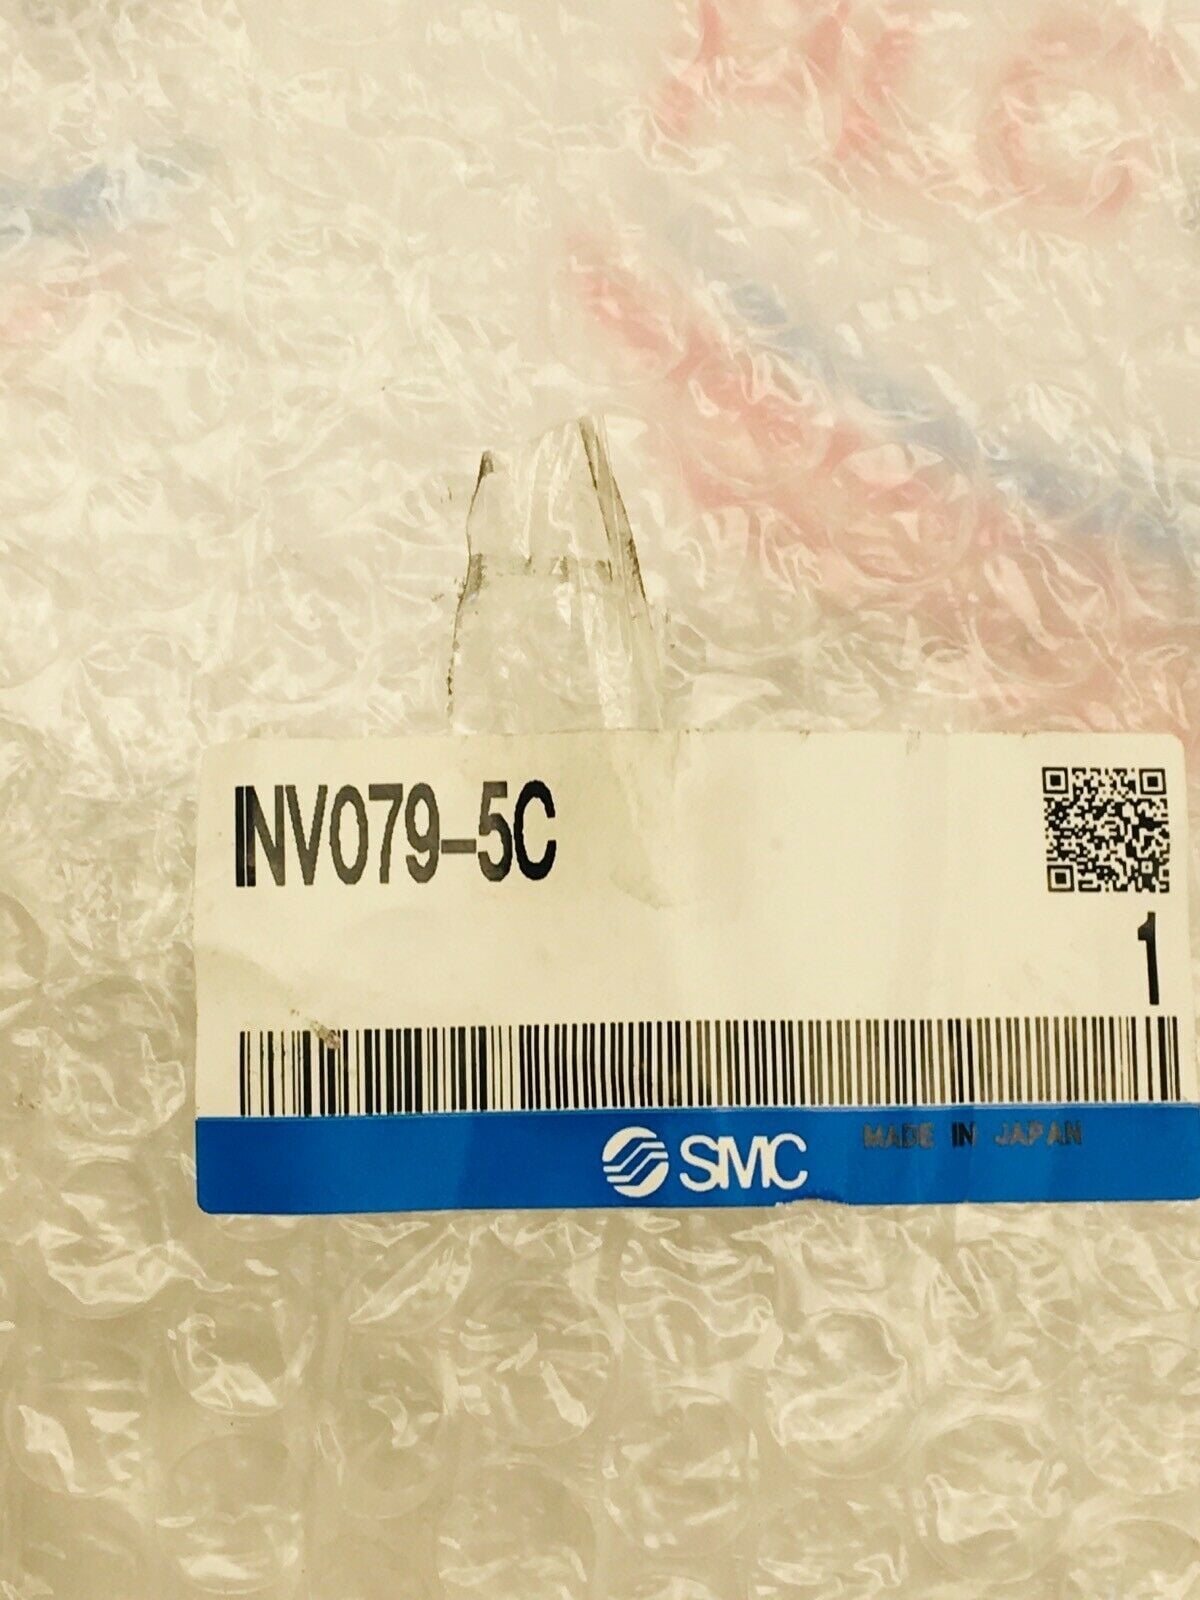 INV079-5C
1
SMC
MADE IN JAPAN